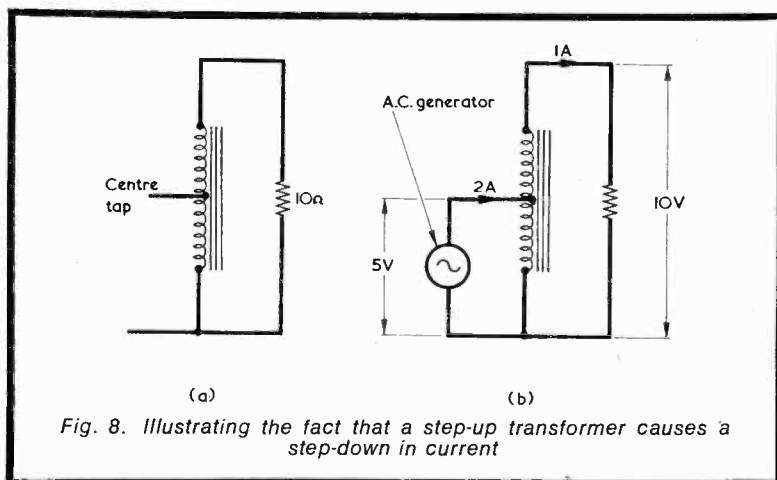 1A
A.C. generator
Centre
tap
10Ω
2A
5V
10V
(a)
(b)
Fig. 8. Illustrating the fact that a step-up transformer causes a
step-down in current